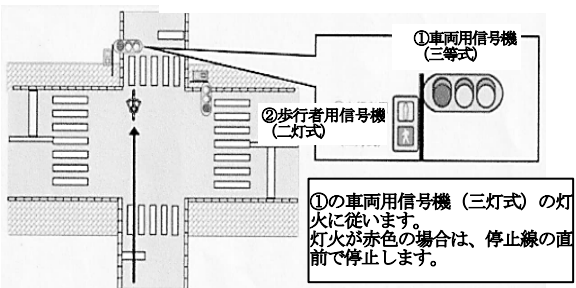 ①車両用信号機
（三等式）
②歩行者用信号機
（二灯式）
①の車両用信号機（三灯式）の灯
火に従います。
灯火が赤色の場合は、停止線の直
前で停止します。